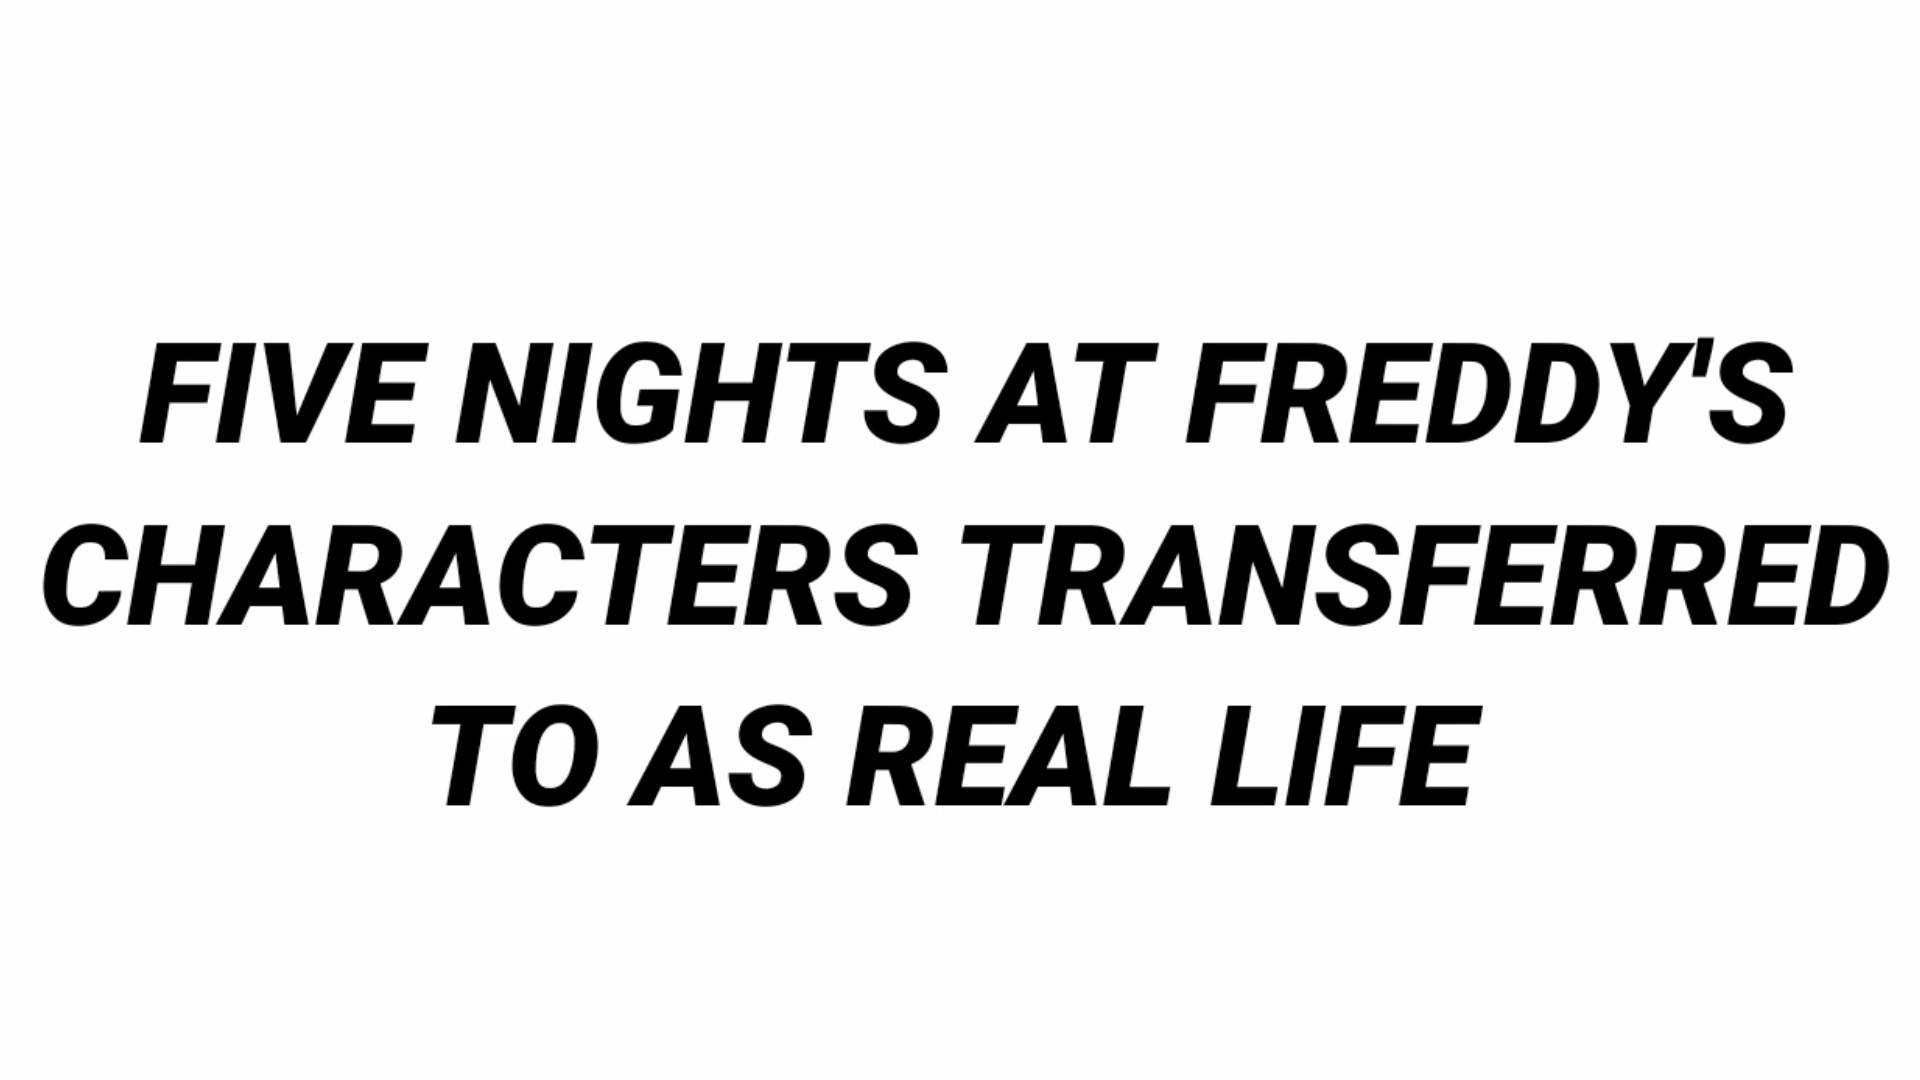 FIVE NIGHTS AT FREDDY'S
CHARACTERS TRANSFERRED
TO AS REAL LIFE